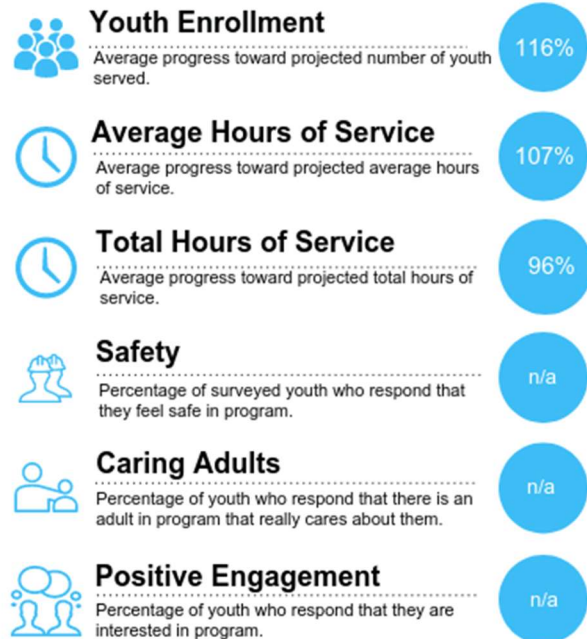 Youth Enrollment
116%
Average progress toward projected number of youth
served.
Average Hours of Service
107%
Average progress toward projected average hours
of service.
Total Hours of Service
96%
Average progress toward projected total hours of
service.
Safety
n/a
Percentage of surveyed youth who respond that
they feel safe in program.
Caring Adults
n/a
Percentage of youth who respond that there is an
adult in program that really cares about them.
Positive Engagement
n/a
Percentage of youth who respond that they are
interested in program.